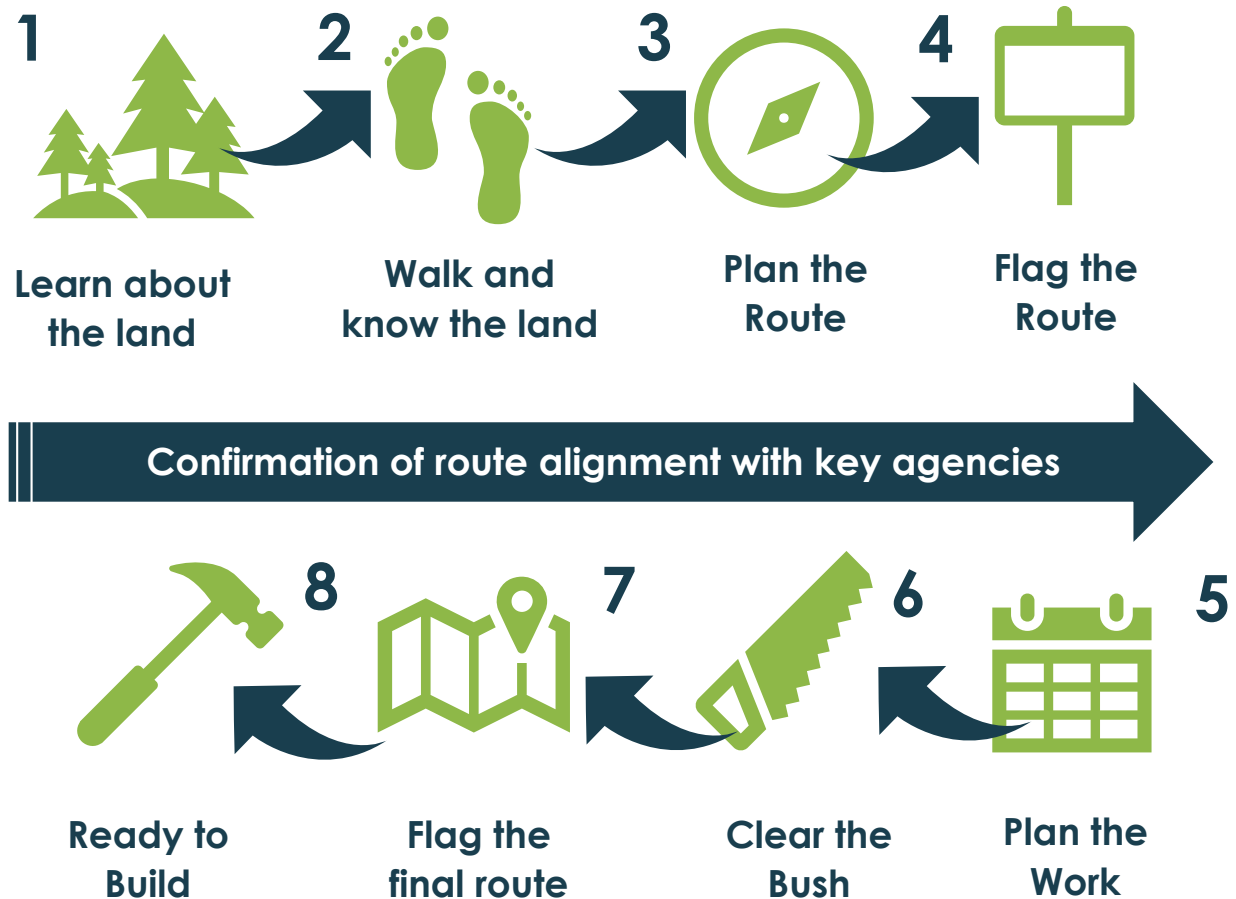 1
2
3
4
Learn about
the land
Walk and
know the land
Plan the
Route
Flag the
Route
Confirmation of route alignment with key agencies
8
7
6
5
Ready to
Build
Flag the
final route
Clear the
Bush
Plan the
Work